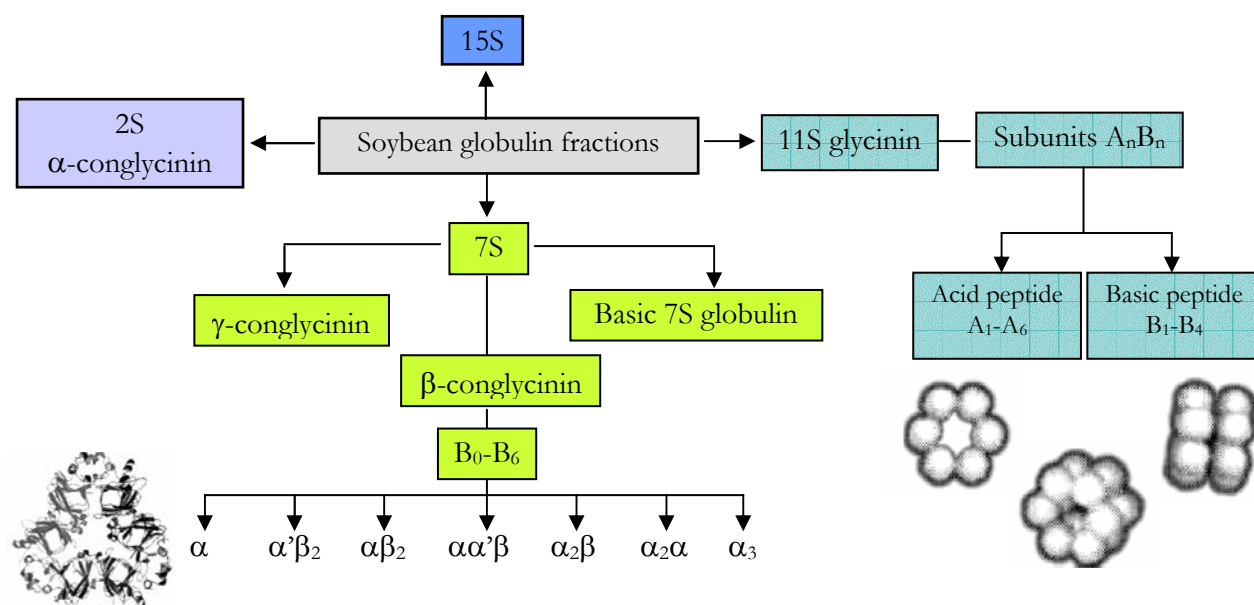 15S
2S
α-conglycinin
Soybean globulin fractions
11S glycinin
Subunits AₙBₙ
7S
γ-conglycinin
Basic 7S globulin
Acid peptide
A₁-A₆
Basic peptide
B₁-B₄
β-conglycinin
B₀-B₆
α α’β₂ αβ₂ αα’β α₂β α₂α α₃